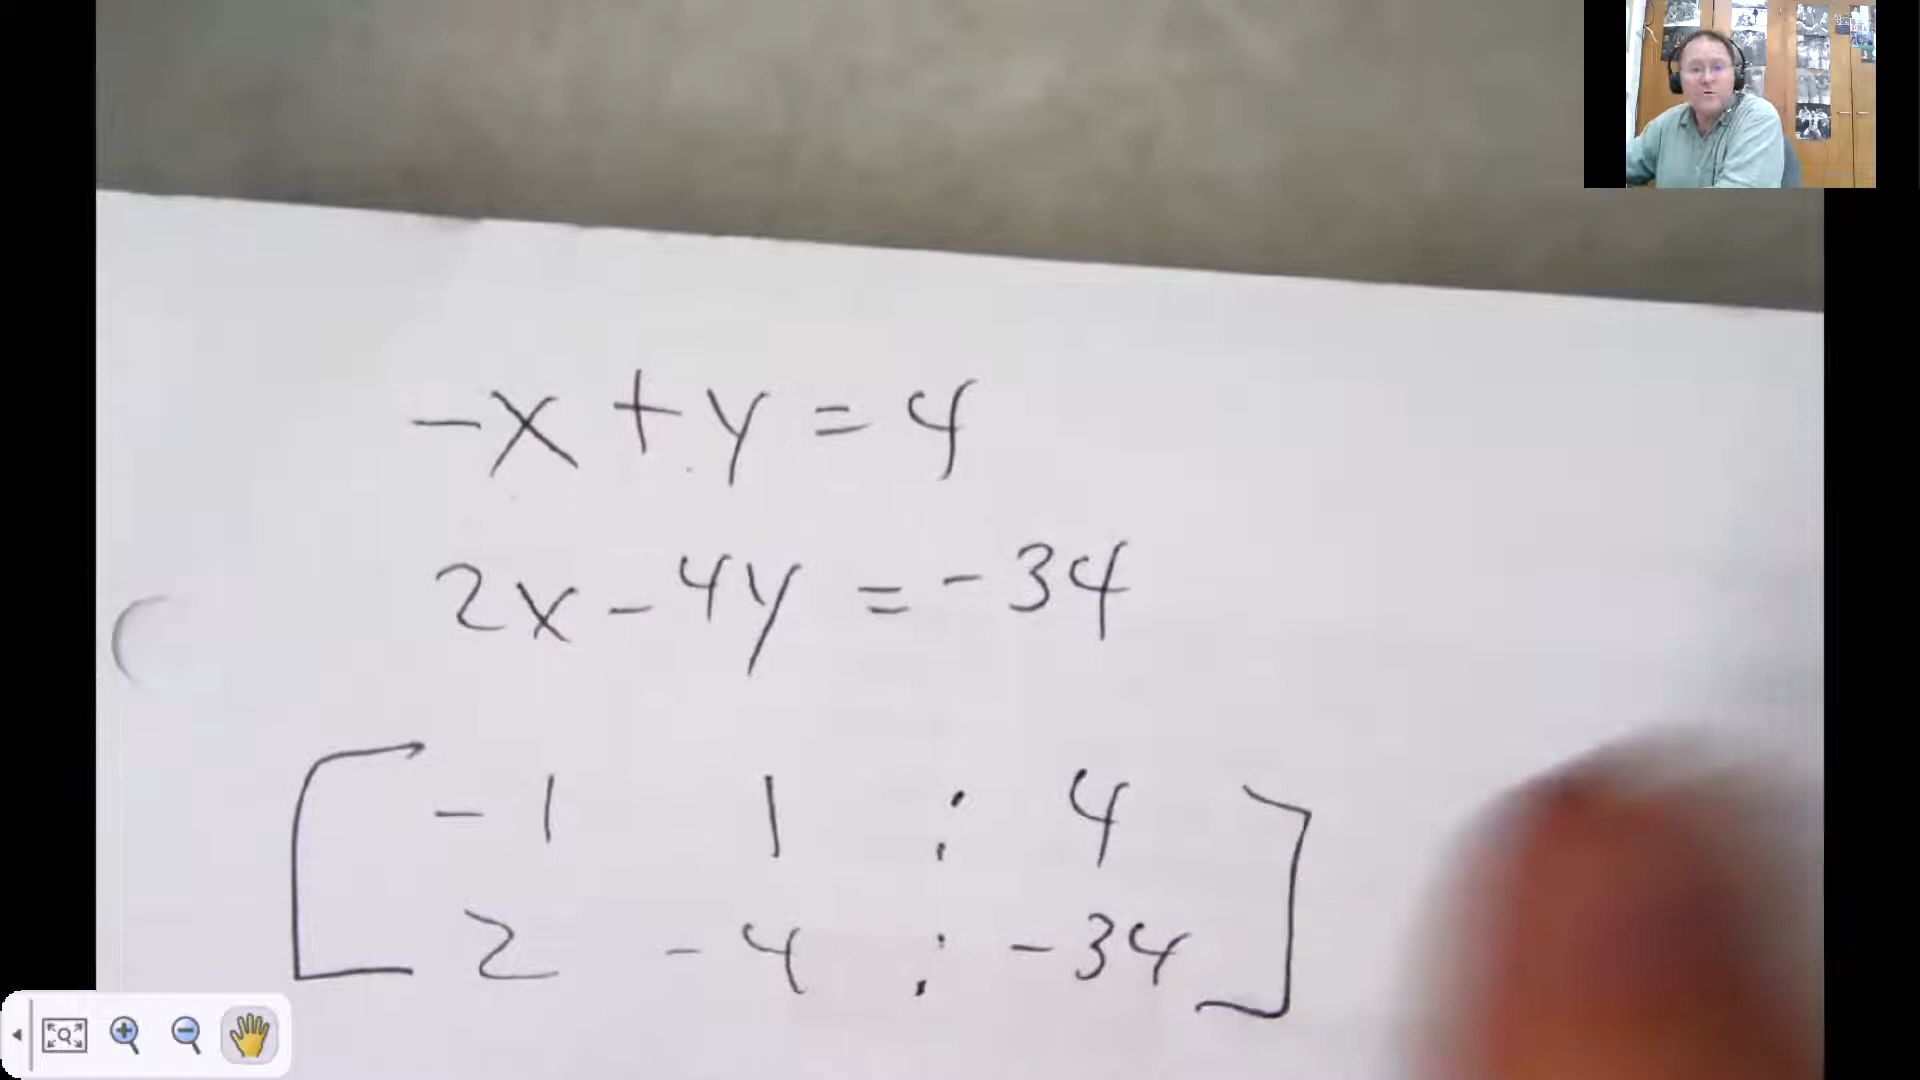 -x + y = 4
2x - 4y = -34
[ -1 1 : 4 ]
[ 2 -4 : -34 ]